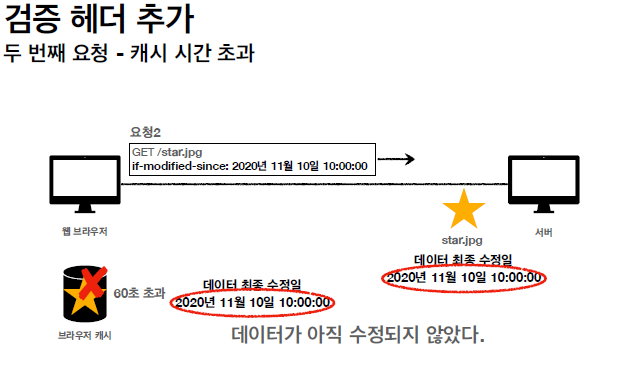 검증 헤더 추가
두 번째 요청 - 캐시 시간 초과
요청2
GET /star.jpg
if-modified-since: 2020년 11월 10일 10:00:00
웹 브라우저
서버
star.jpg
데이터 최종 수정일
2020년 11월 10일 10:00:00
60초 초과
데이터 최종 수정일
2020년 11월 10일 10:00:00
브라우저 캐시
데이터가 아직 수정되지 않았다.